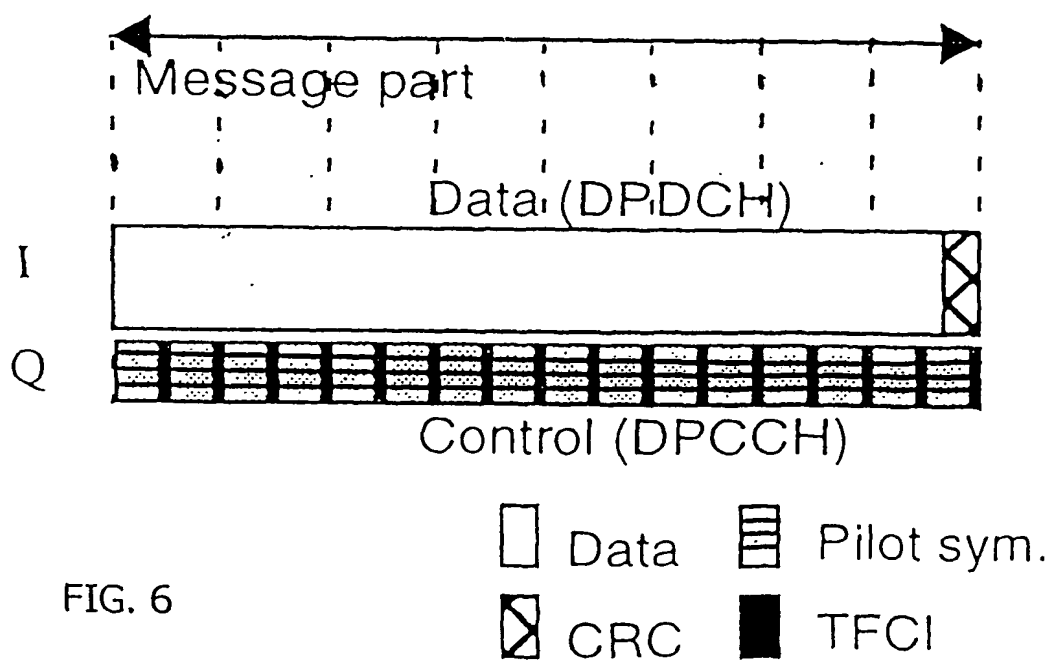 Message part
Data (DPDCH)
I
Q
Control (DPCCH)
Data
Pilot sym.
CRC
TFCI
FIG. 6